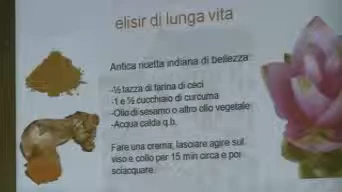 elisir di lunga vita
Antica ricetta indiana di bellezza
-½ tazza di farina di ceci
-1 e ½ cucchiaio di curcuma
-Olio di sesamo o altro olio vegetale
-Acqua calda q.b.
Fare una crema, lasciare agire sul
viso e collo per 15 min circa e poi
sciacquare.